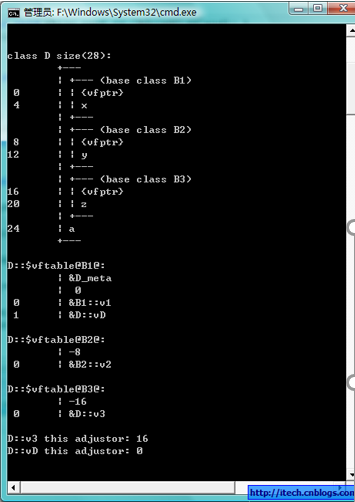 管理员: F:\Windows\System32\cmd.exe
class D size(28):
        +---
        | +--- (base class B1)
 0      | | {vfptr}
 4      | | x
        | +---
        | +--- (base class B2)
 8      | | {vfptr}
12      | | y
        | +---
        | +--- (base class B3)
16      | | {vfptr}
20      | | z
        | +---
24      | a
        +---
D::$vftable@B1@:
        | &D_meta
        |  0
 0      | &B1::v1
 1      | &D::vD
D::$vftable@B2@:
        | -8
 0      | &B2::v2
D::$vftable@B3@:
        | -16
 0      | &D::v3
D::v3 this adjustor: 16
D::vD this adjustor: 0
http://itech.cnblogs.com